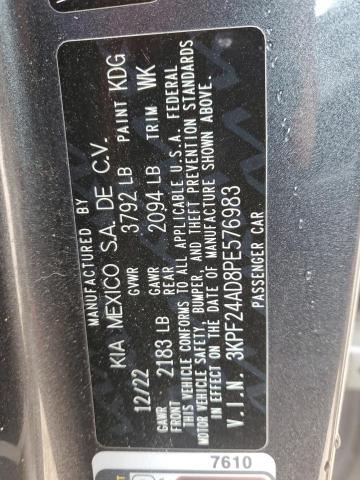 MANUFACTURED BY
KIA MEXICO S.A. DE C.V.
12/22 GVWR 3792 LB PAINT KDG
GAWR FRONT 2183 LB GAWR REAR 2094 LB TRIM WK
THIS VEHICLE CONFORMS TO ALL APPLICABLE U.S.A. FEDERAL
MOTOR VEHICLE SAFETY, BUMPER, AND THEFT PREVENTION STANDARDS
IN EFFECT ON THE DATE OF MANUFACTURE SHOWN ABOVE.
V.I.N. 3KPF24AD8PE576983
PASSENGER CAR
7610